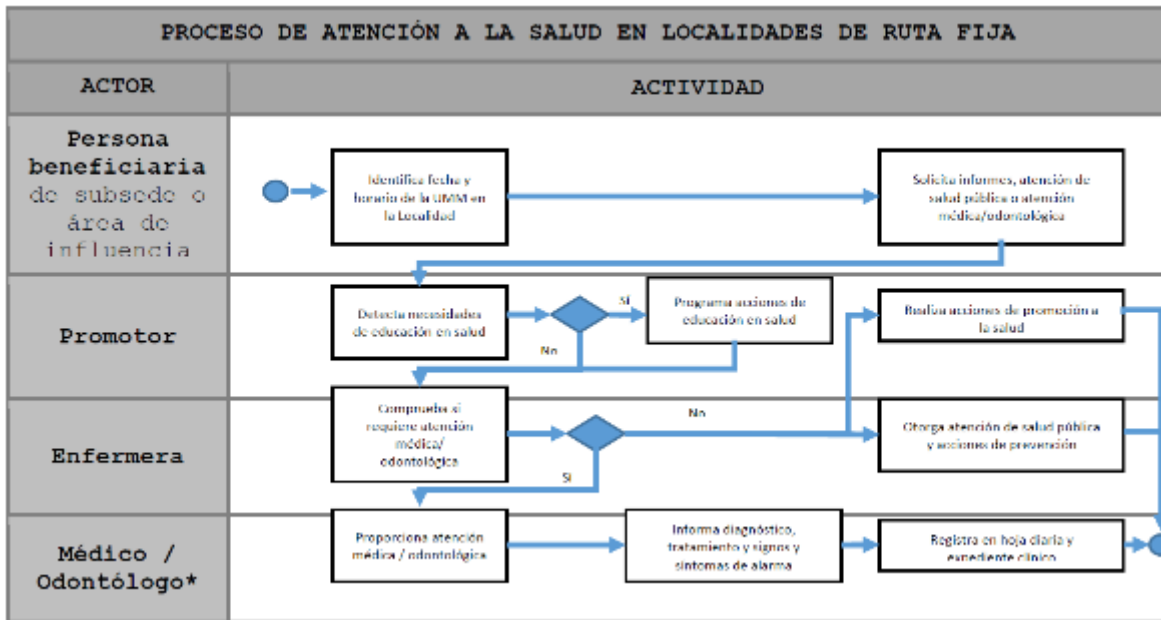 PROCESO DE ATENCIÓN A LA SALUD EN LOCALIDADES DE RUTA FIJA
ACTOR
ACTIVIDAD
Persona
beneficiaria
de subsede o
área de
influencia
Identifica fecha y
horario de la UMM en
la Localidad
Solicita informes, atención de
salud pública o atención
médica/odontológica
Promotor
Detecta necesidades
de educación en salud
Sí
No
Programa acciones de
educación en salud
Realiza acciones de promoción a
la salud
Enfermera
Comprueba si
requiere atención
médica/
odontológica
No
Si
Otorga atención de salud pública
y acciones de prevención
Médico /
Odontólogo*
Proporciona atención
médica / odontológica
Informa diagnóstico,
tratamiento y signos y
síntomas de alarma
Registra en hoja diaria y
expediente clínico